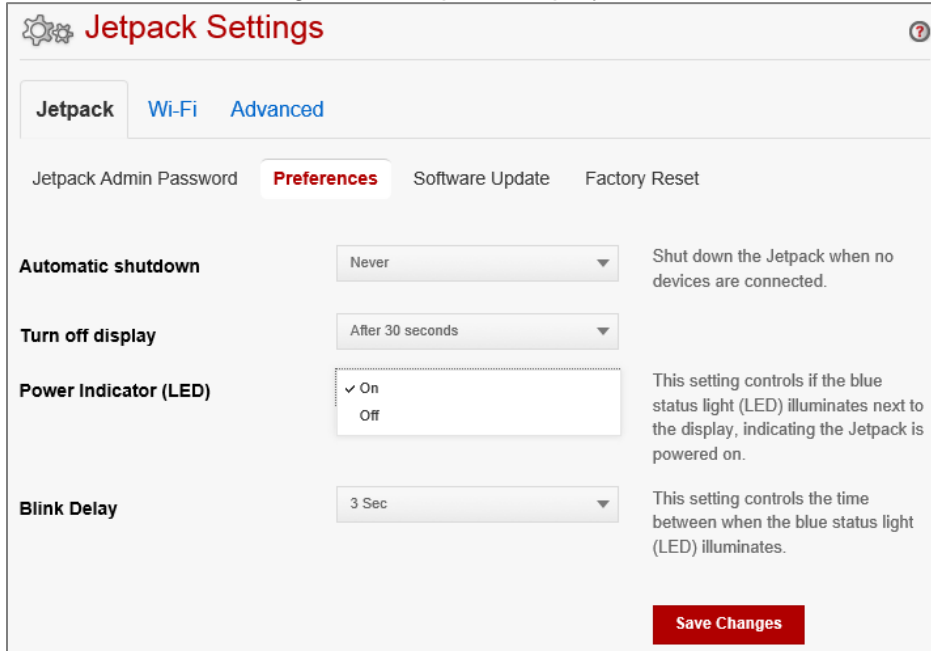 Jetpack Settings
?
Jetpack Wi-Fi Advanced
Jetpack Admin Password Preferences Software Update Factory Reset
Automatic shutdown
Never
Shut down the Jetpack when no
devices are connected.
Turn off display
After 30 seconds
Power Indicator (LED)
On
Off
This setting controls if the blue
status light (LED) illuminates next to
the display, indicating the Jetpack is
powered on.
Blink Delay
3 Sec
This setting controls the time
between when the blue status light
(LED) illuminates.
Save Changes